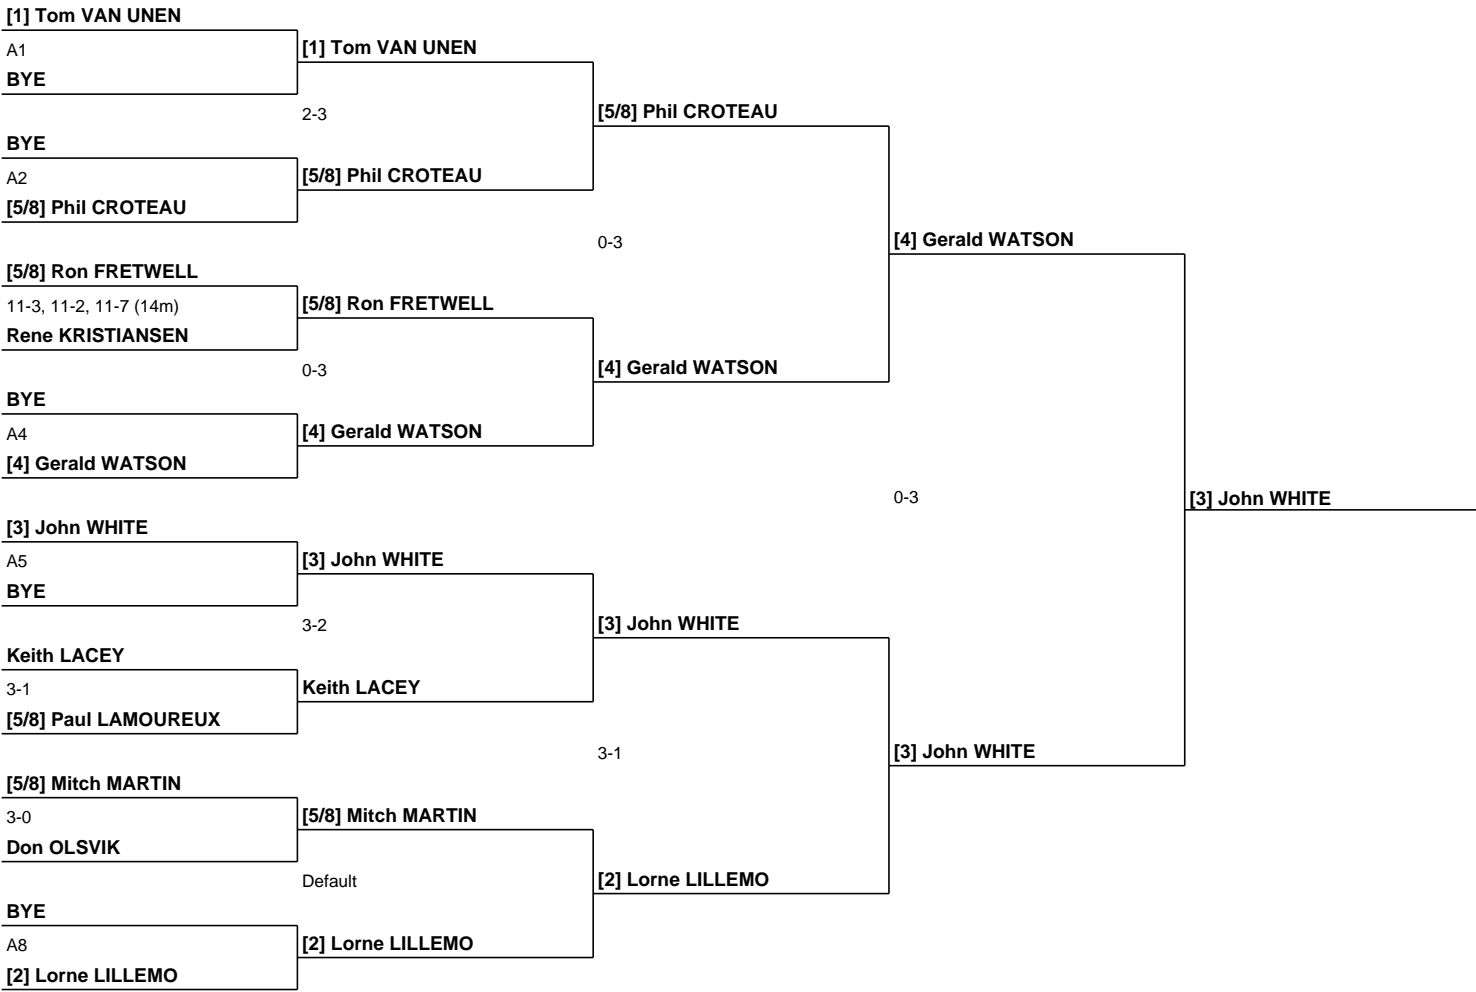 [1] Tom VAN UNEN
A1
BYE
BYE
A2
[5/8] Phil CROTEAU
[5/8] Ron FRETWELL
11-3, 11-2, 11-7 (14m)
Rene KRISTIANSEN
BYE
A4
[4] Gerald WATSON
[3] John WHITE
A5
BYE
Keith LACEY
3-1
[5/8] Paul LAMOUREUX
[5/8] Mitch MARTIN
3-0
Don OLSVIK
BYE
A8
[2] Lorne LILLEMO
[1] Tom VAN UNEN
2-3
[5/8] Phil CROTEAU
[5/8] Ron FRETWELL
0-3
[4] Gerald WATSON
[3] John WHITE
3-2
Keith LACEY
[5/8] Mitch MARTIN
Default
[2] Lorne LILLEMO
[5/8] Phil CROTEAU
0-3
[4] Gerald WATSON
[3] John WHITE
3-1
[2] Lorne LILLEMO
[4] Gerald WATSON
0-3
[3] John WHITE
[3] John WHITE